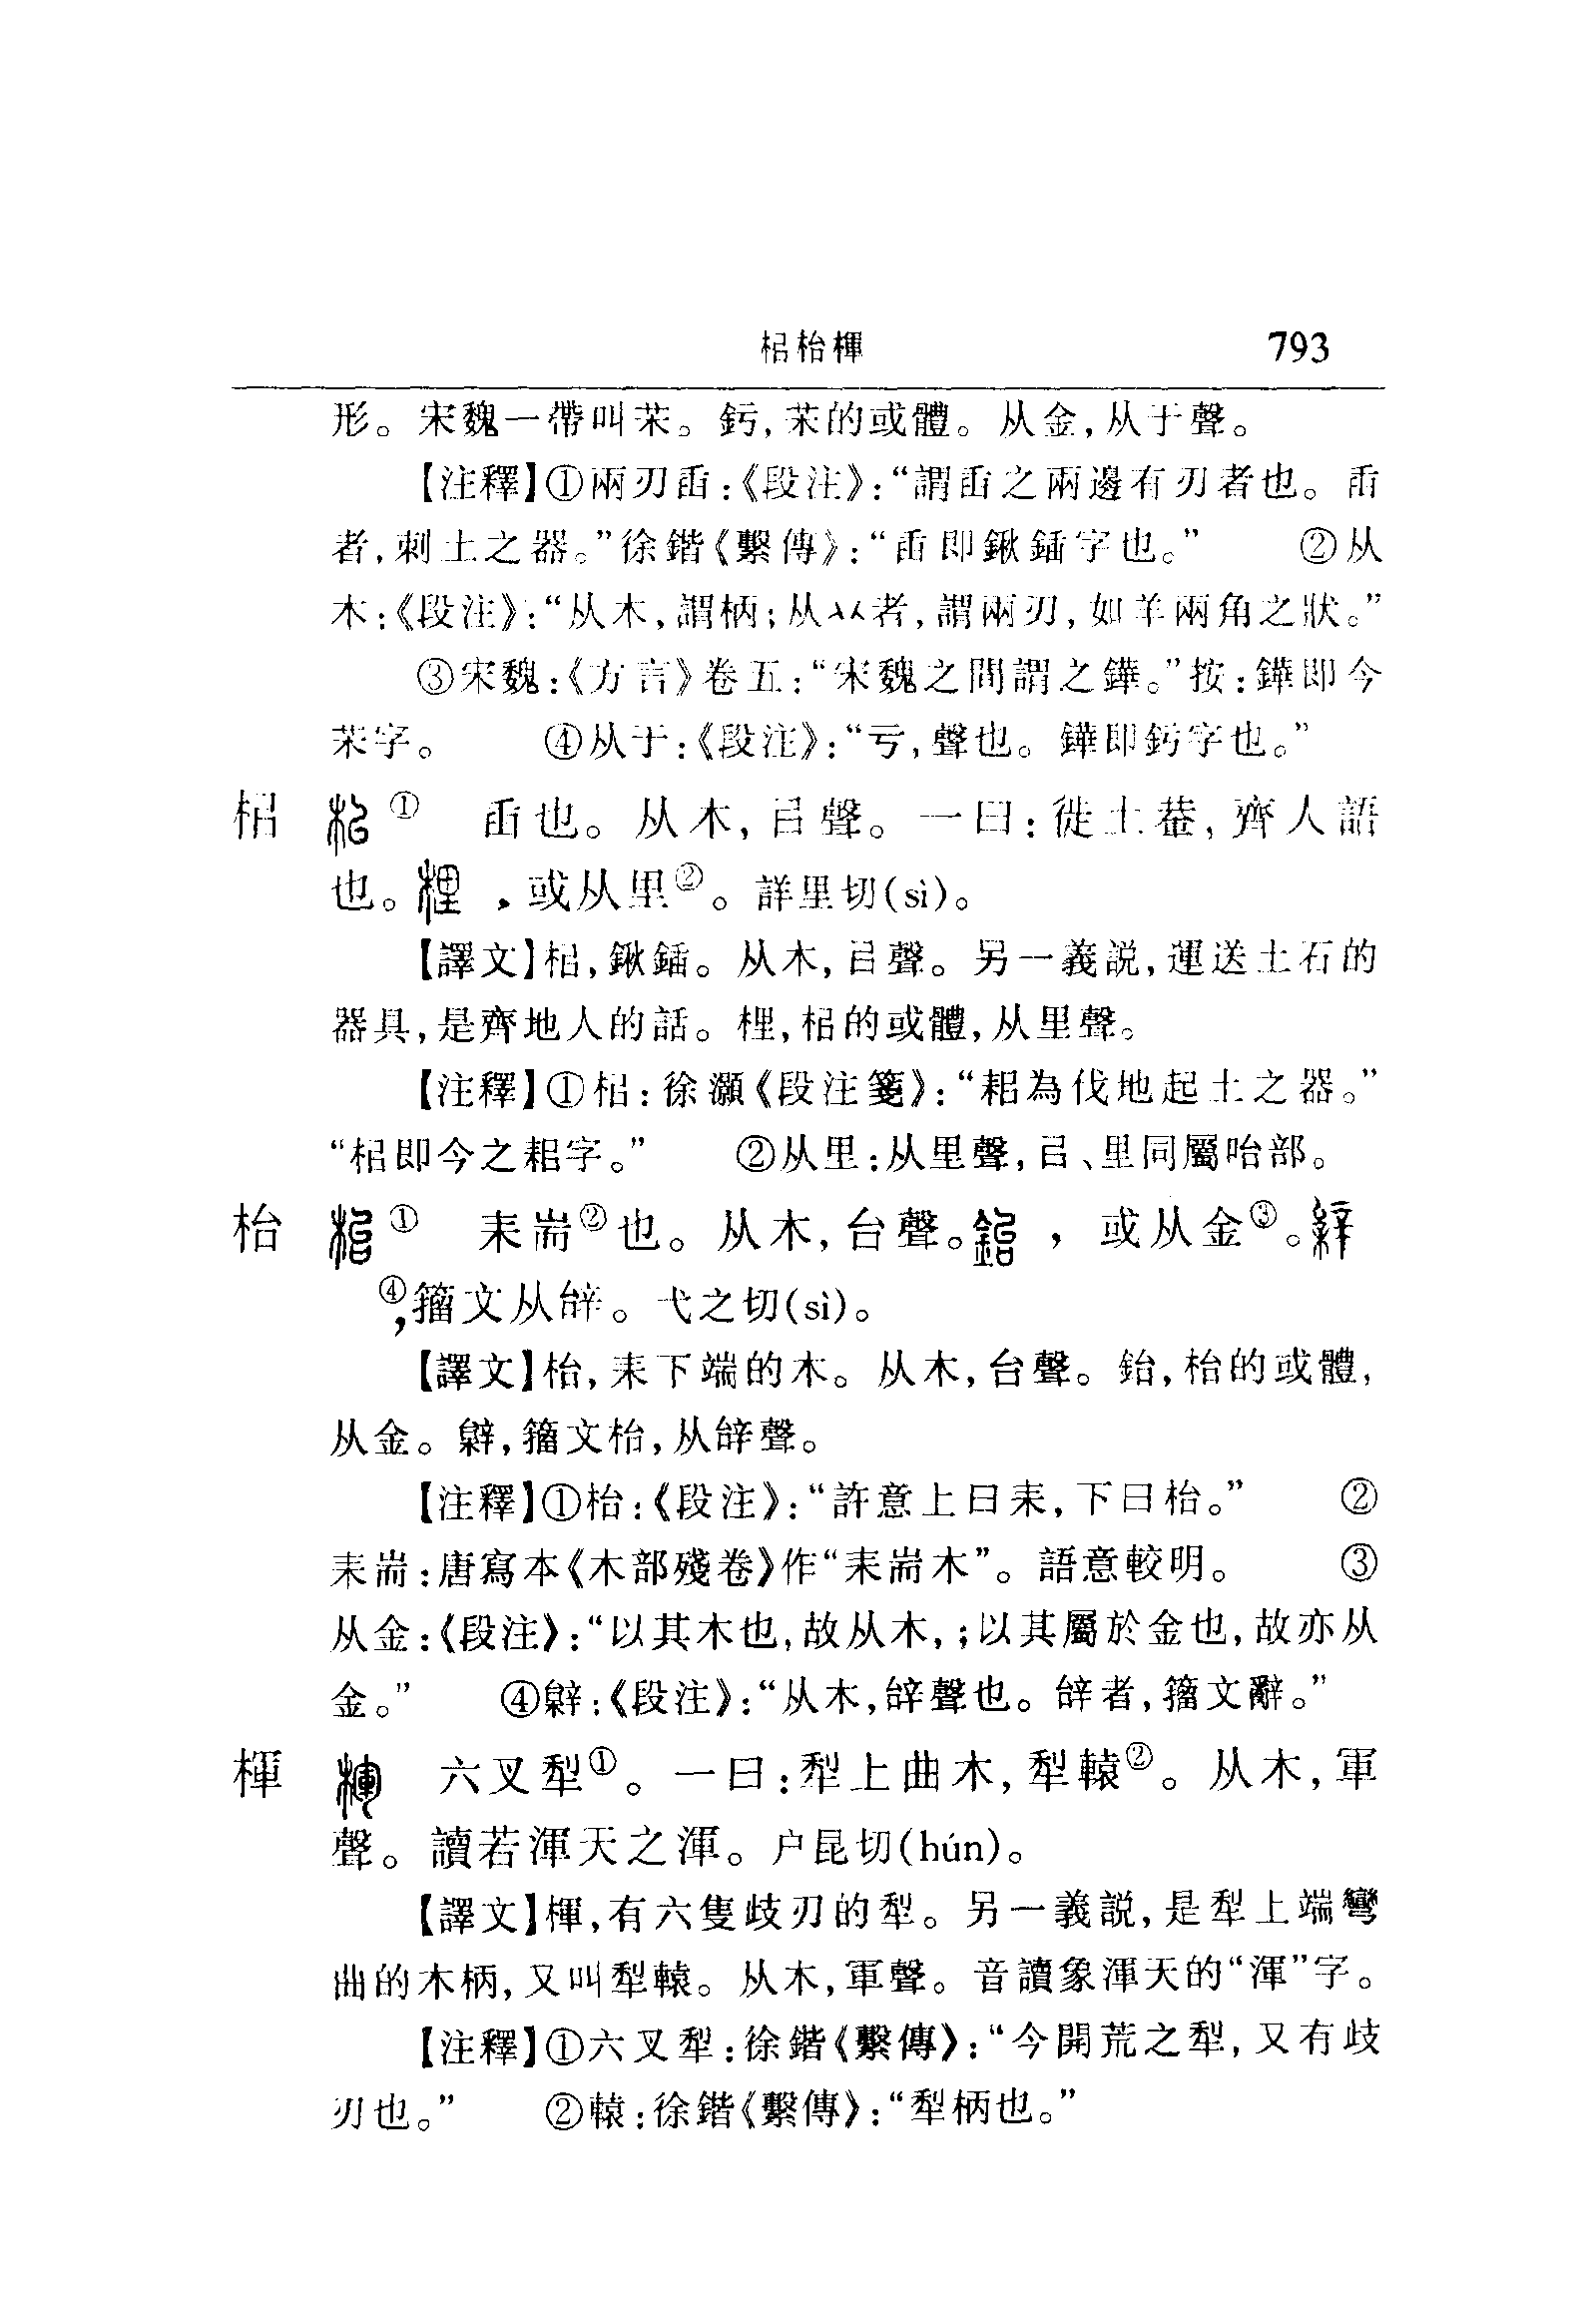 梠枱楎 793
形。宋魏一帶叫茉。釫,茉的或體。从金,从于聲。
【注釋】①兩刃臿:《段注》:“謂臿之兩邊有刃者也。臿
者,刺土之器。”徐鍇《繫傳》:“臿即鍬鍤字也。” ②从
木:《段注》:“从木,謂柄;从者,謂兩刃,如羊兩角之狀。”
③宋魏:《方言》卷五:“宋魏之間謂之鏵。”按:鏵即今
茉字。 ④从于:《段注》:“亏,聲也。鏵即釫字也。”
梠 ① 臿也。从木,㠯聲。一曰:徙土輂,齊人語
也。梩,或从里②。詳里切(sì)。
【譯文】梠,鍬鍤。从木,㠯聲。另一義説,運送土石的
器具,是齊地人的話。梩,梠的或體,从里聲。
【注釋】①梠:徐灝《段注箋》:“耜為伐地起土之器。”
“梠即今之耜字。” ②从里:从里聲,㠯、里同屬咍部。
枱 ① 耒耑②也。从木,台聲。鈶,或从金③。䊠
④,籀文从辝。弋之切(sì)。
【譯文】枱,耒下端的木。从木,台聲。鈶,枱的或體,
从金。,籀文枱,从辝聲。
【注釋】①枱:《段注》:“許意上曰耒,下曰枱。” ②
耒耑:唐寫本《木部殘卷》作“耒耑木”。語意較明。 ③
从金:《段注》:“以其木也,故从木,;以其屬於金也,故亦从
金。” ④:《段注》:“从木,辝聲也。辝者,籀文辭。”
楎 楎 六叉犁①。一曰:犁上曲木,犁轅②。从木,軍
聲。讀若渾天之渾。户昆切(hún)。
【譯文】楎,有六隻歧刃的犁。另一義説,是犁上端彎
曲的木柄,又叫犁轅。从木,軍聲。音讀象渾天的“渾”字。
【注釋】①六叉犁:徐鍇《繫傳》:“今開荒之犁,又有歧
刃也。” ②轅:徐鍇《繫傳》:“犁柄也。”